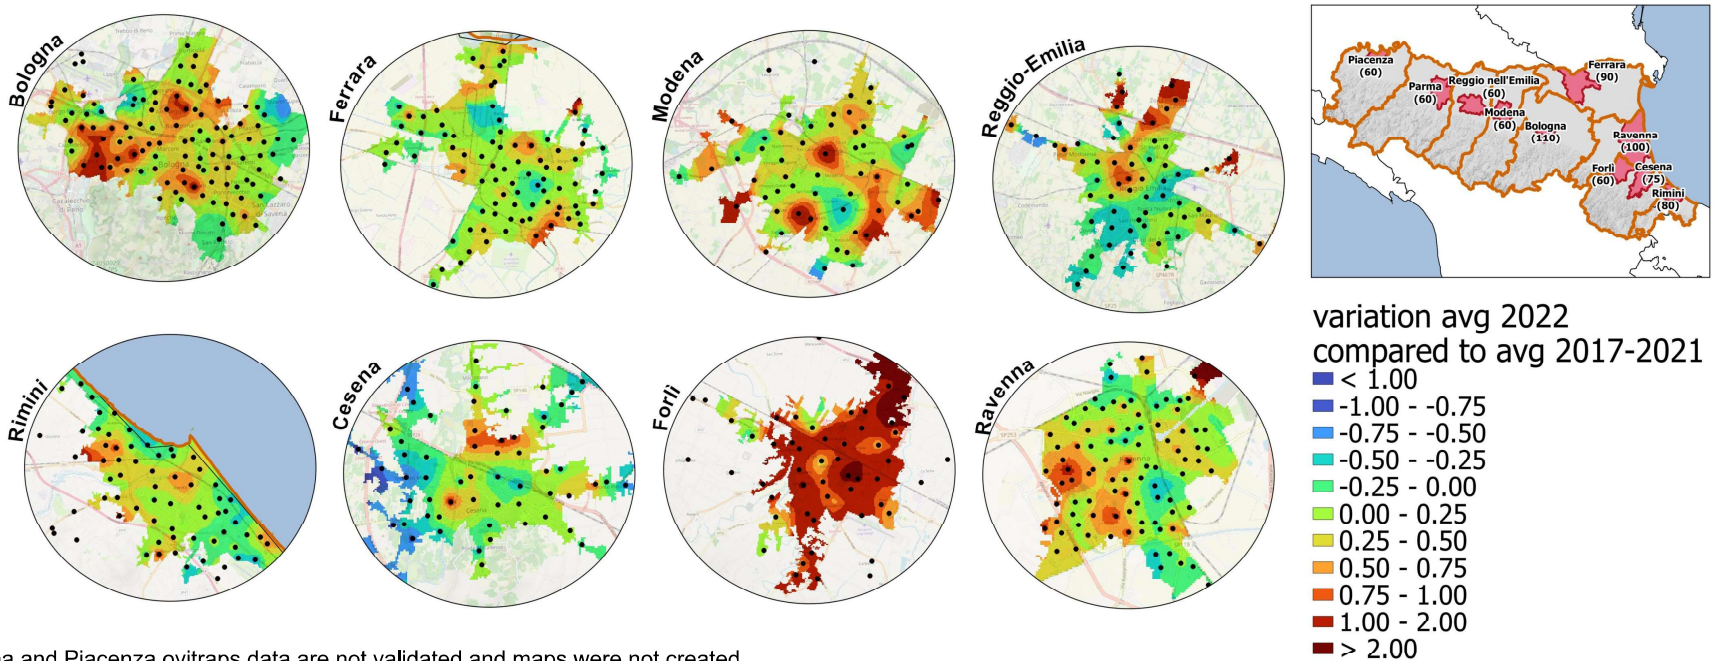 Bologna
Ferrara
Modena
Reggio-Emilia
Rimini
Cesena
Forlì
Ravenna
Piacenza
(60)
Parma
(60)
Reggio nell'Emilia
(60)
Modena
(60)
Bologna
(110)
Ferrara
(90)
Ravenna
(100)
Forlì
(60)
Cesena
(75)
Rimini
(80)
variation avg 2022
compared to avg 2017-2021
< 1.00
-1.00 - -0.75
-0.75 - -0.50
-0.50 - -0.25
-0.25 - 0.00
0.00 - 0.25
0.25 - 0.50
0.50 - 0.75
0.75 - 1.00
1.00 - 2.00
> 2.00
and Piacenza ovitraps data are not validated and maps were not created